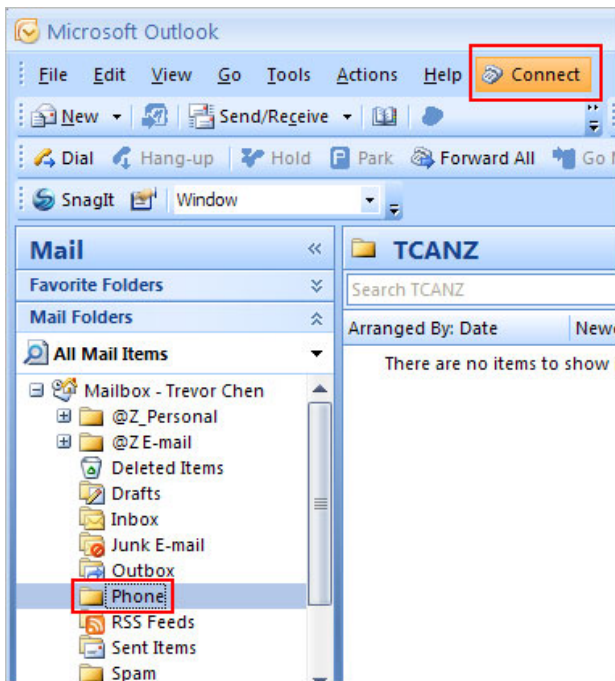 Microsoft Outlook
File Edit View Go Tools Actions Help Connect
New Send/Receive
Dial Hang-up Hold Park Forward All Go
SnagIt Window
Mail
Favorite Folders
Mail Folders
All Mail Items
Mailbox - Trevor Chen
@Z_Personal
@Z E-mail
Deleted Items
Drafts
Inbox
Junk E-mail
Outbox
Phone
RSS Feeds
Sent Items
Spam
TCANZ
Search TCANZ
Arranged By: Date
There are no items to show